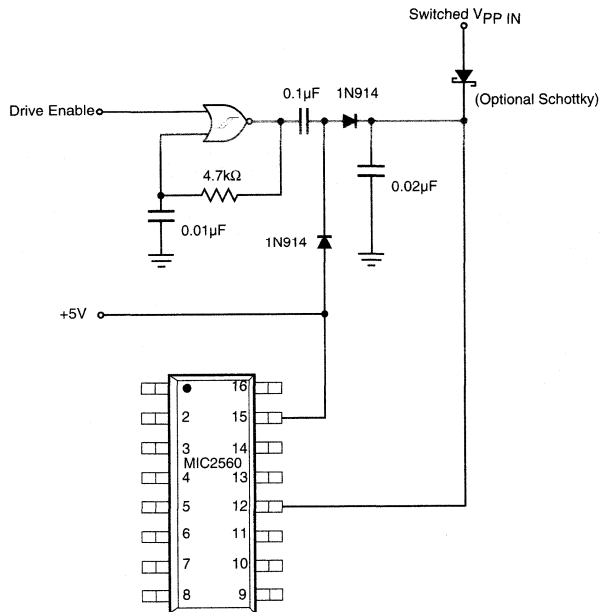 Switched VPP IN
(Optional Schottky)
0.1µF
1N914
Drive Enable
4.7kΩ
0.02µF
0.01µF
1N914
+5V
16
2
15
3
14
MIC2560
4
13
5
12
6
11
7
10
8
9